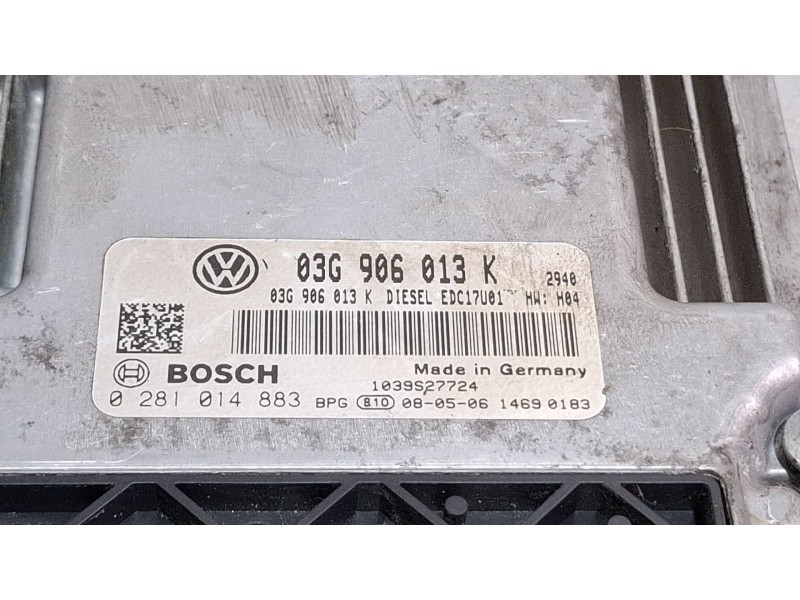 03G 906 013 K 2940
03G 906 013 K DIESEL EDC17U01 HW: H04
BOSCH Made in Germany
1039S27724
0 281 014 883 BPG 810 08-05-06 1469 0183